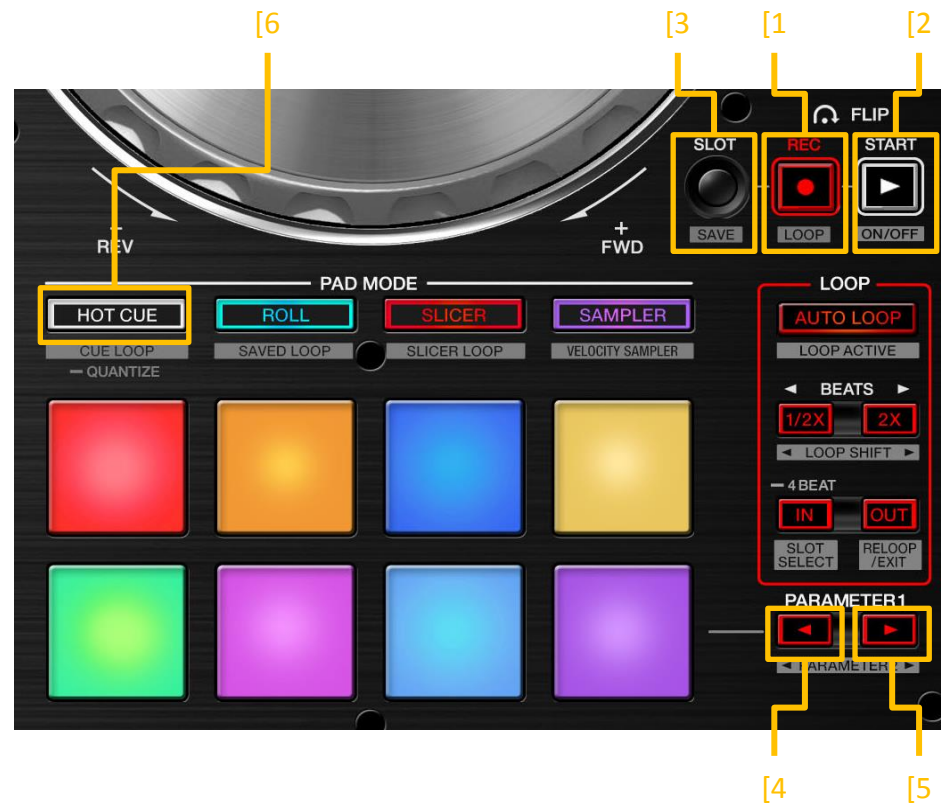 [6 [3 [1 [2
FLIP
SLOT REC START
SAVE LOOP ON/OFF
− +
REV FWD
PAD MODE LOOP
HOT CUE ROLL SLICER SAMPLER AUTO LOOP
CUE LOOP SAVED LOOP SLICER LOOP VELOCITY SAMPLER LOOP ACTIVE
— QUANTIZE
◄ BEATS ►
1/2X 2X
◄ LOOP SHIFT ►
— 4 BEAT
IN OUT
SLOT SELECT RELOOP /EXIT
PARAMETER1
◄ ►
◄ PARAMETER2 ►
[4 [5